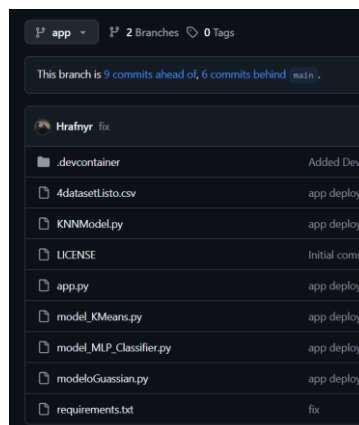 app 2 Branches 0 Tags
This branch is 9 commits ahead of, 6 commits behind main .
Hrafnyr fix
.devcontainer Added Dev
4datasetListo.csv app deploy
KNNModel.py app deploy
LICENSE Initial com
app.py app deploy
model_KMeans.py app deploy
model_MLP_Classifier.py app deploy
modeloGuassian.py app deploy
requirements.txt fix